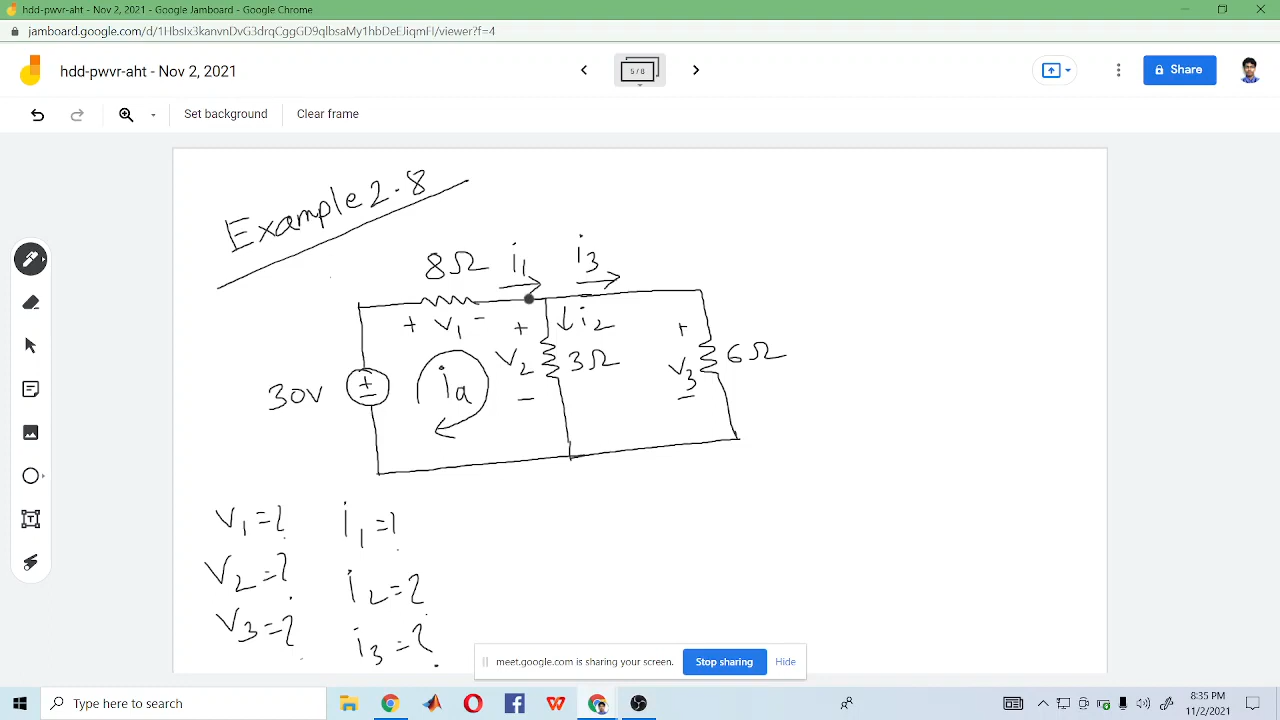 hdd-pwvr-aht - Nov 2, 2021 - Google Jamboard - Google Chrome
jamboard.google.com/d/1HbsIx3kanvnDvG3drqCggGD9qlbsaMy1hbDeEJiqmFI/viewer?f=4
hdd-pwvr-aht - Nov 2, 2021
5 / 8
Share
Set background
Clear frame
Example 2.8
8Ω i1 i3
+ v1 -
+ v2 -
i2
3Ω
+ v3 -
6Ω
30V
ia
v1 = ? i1 = ?
v2 = ? i2 = ?
v3 = ? i3 = ?
meet.google.com is sharing your screen.
Stop sharing
Hide
Type here to search
8:35 PM
11/2/2021